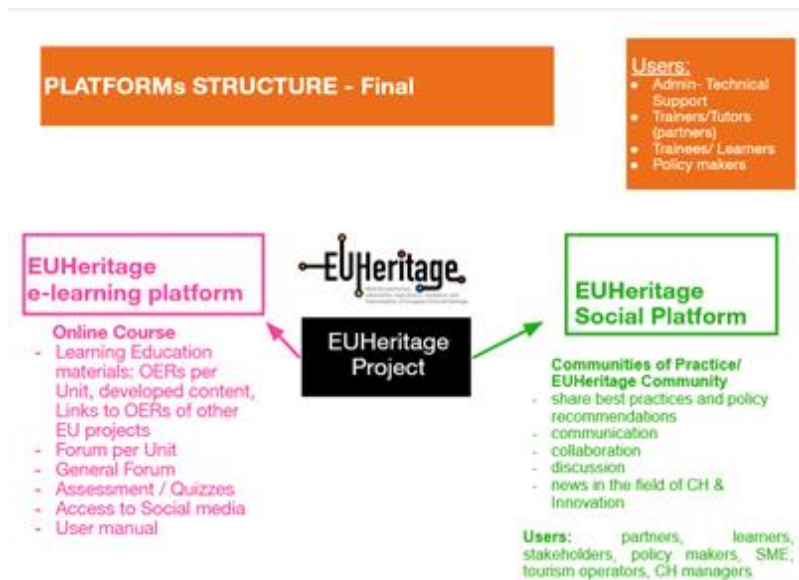 PLATFORMs STRUCTURE - Final
Users:
● Admin- Technical
Support
● Trainers/Tutors
(partners)
● Trainees/ Learners
● Policy makers
EUHeritage
EUHeritage
e-learning platform
EUHeritage
Project
EUHeritage
Social Platform
Online Course
- Learning Education
materials: OERs per
Unit, developed content,
Links to OERs of other
EU projects
- Forum per Unit
- General Forum
- Assessment / Quizzes
- Access to Social media
- User manual
Communities of Practice/
EUHeritage Community
- share best practices and policy
recommendations
- communication
- collaboration
- discussion
- news in the field of CH &
Innovation
Users: partners, learners,
stakeholders, policy makers, SME,
tourism operators, CH managers